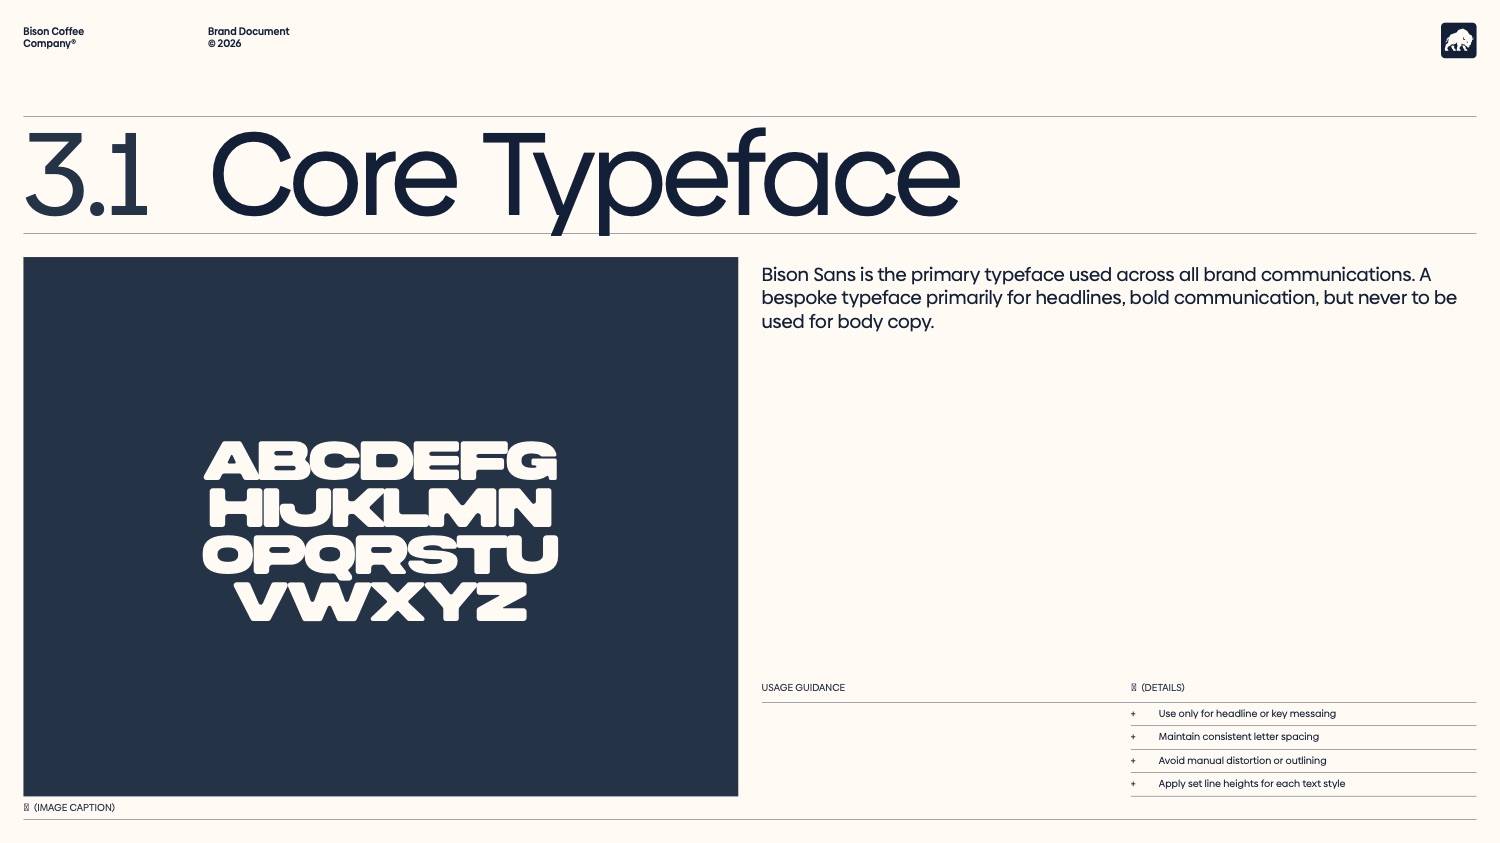 Bison Coffee
Company®
Brand Document
© 2026
3.1 Core Typeface
Bison Sans is the primary typeface used across all brand communications. A
bespoke typeface primarily for headlines, bold communication, but never to be
used for body copy.
ABCDEFG
HIJKLMN
OPQRSTU
VWXYZ
USAGE GUIDANCE
(DETAILS)
+ Use only for headline or key messaing
+ Maintain consistent letter spacing
+ Avoid manual distortion or outlining
+ Apply set line heights for each text style
(IMAGE CAPTION)